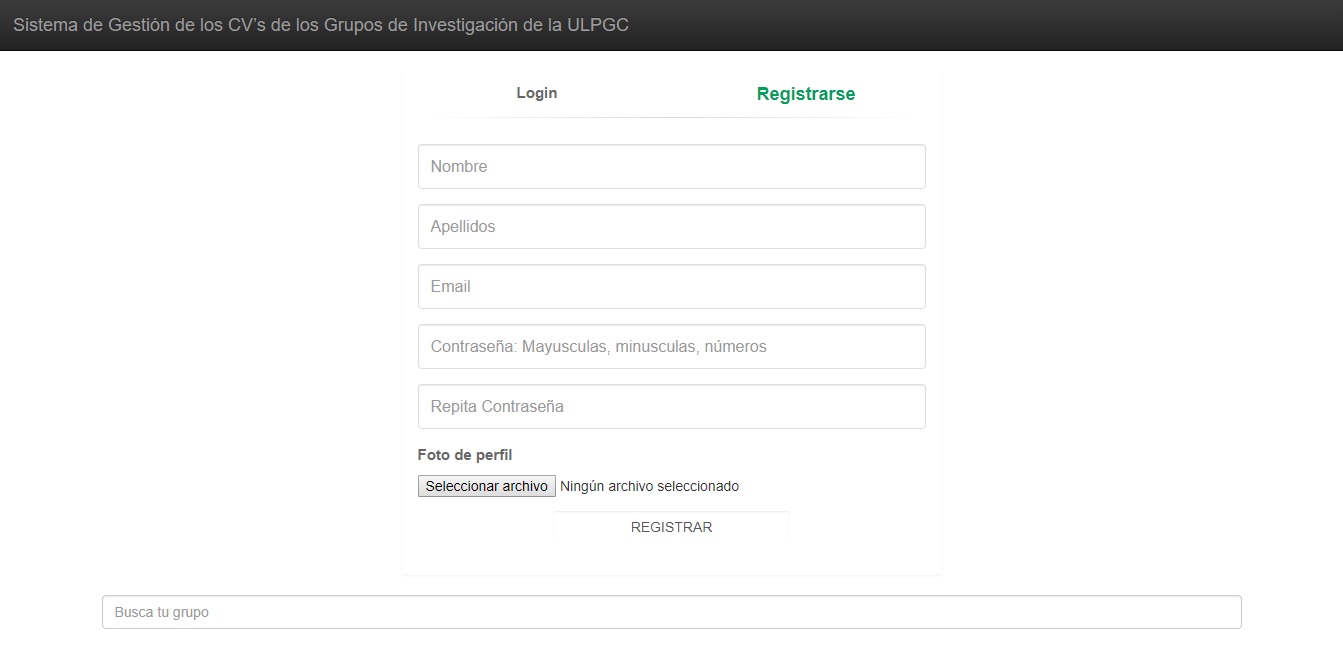 Sistema de Gestión de los CV's de los Grupos de Investigación de la ULPGC
Login Registrarse
Nombre
Apellidos
Email
Contraseña: Mayusculas, minusculas, números
Repita Contraseña
Foto de perfil
Seleccionar archivo Ningún archivo seleccionado
REGISTRAR
Busca tu grupo